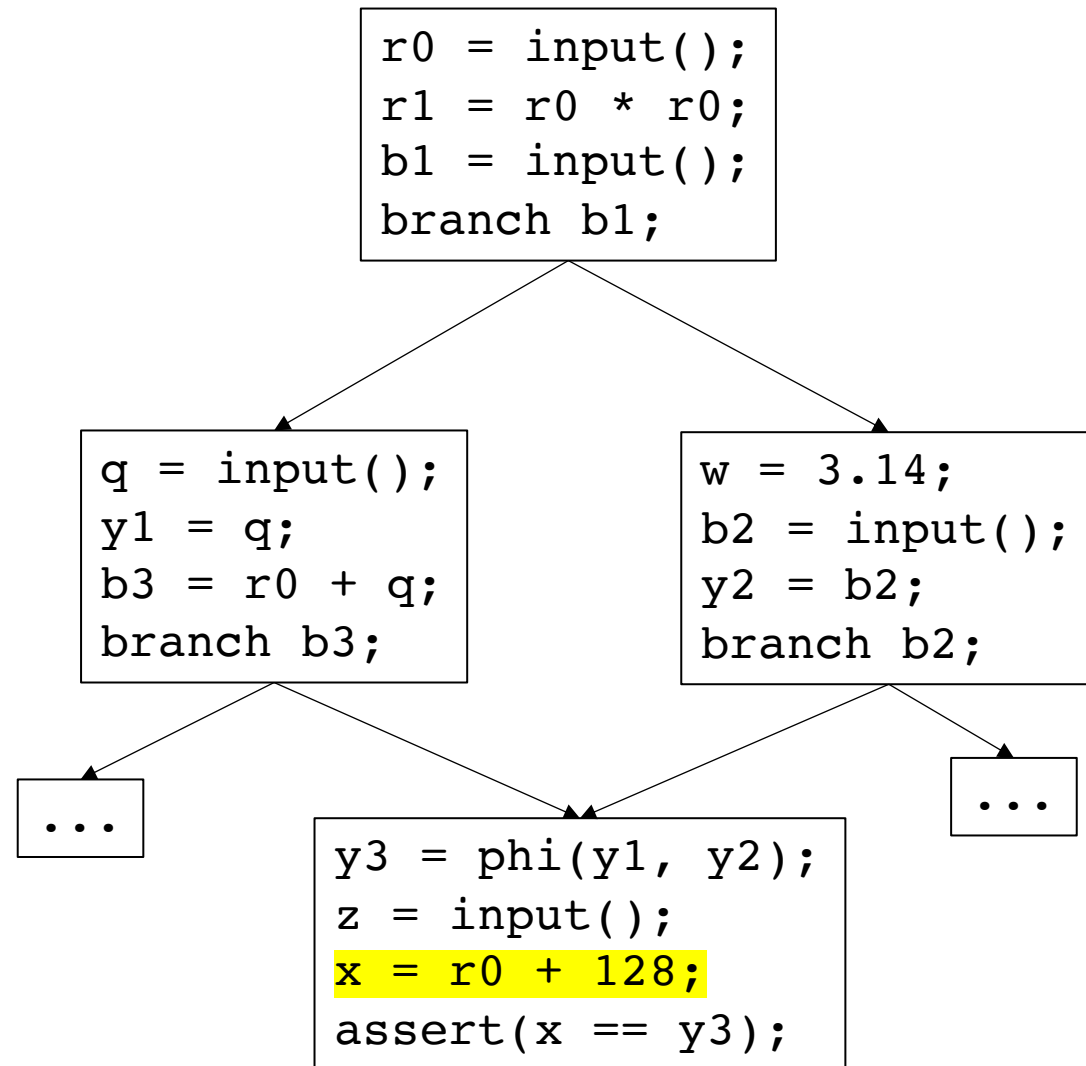 r0 = input();
r1 = r0 * r0;
b1 = input();
branch b1;
q = input();
y1 = q;
b3 = r0 + q;
branch b3;
w = 3.14;
b2 = input();
y2 = b2;
branch b2;
...
...
y3 = phi(y1, y2);
z = input();
x = r0 + 128;
assert(x == y3);